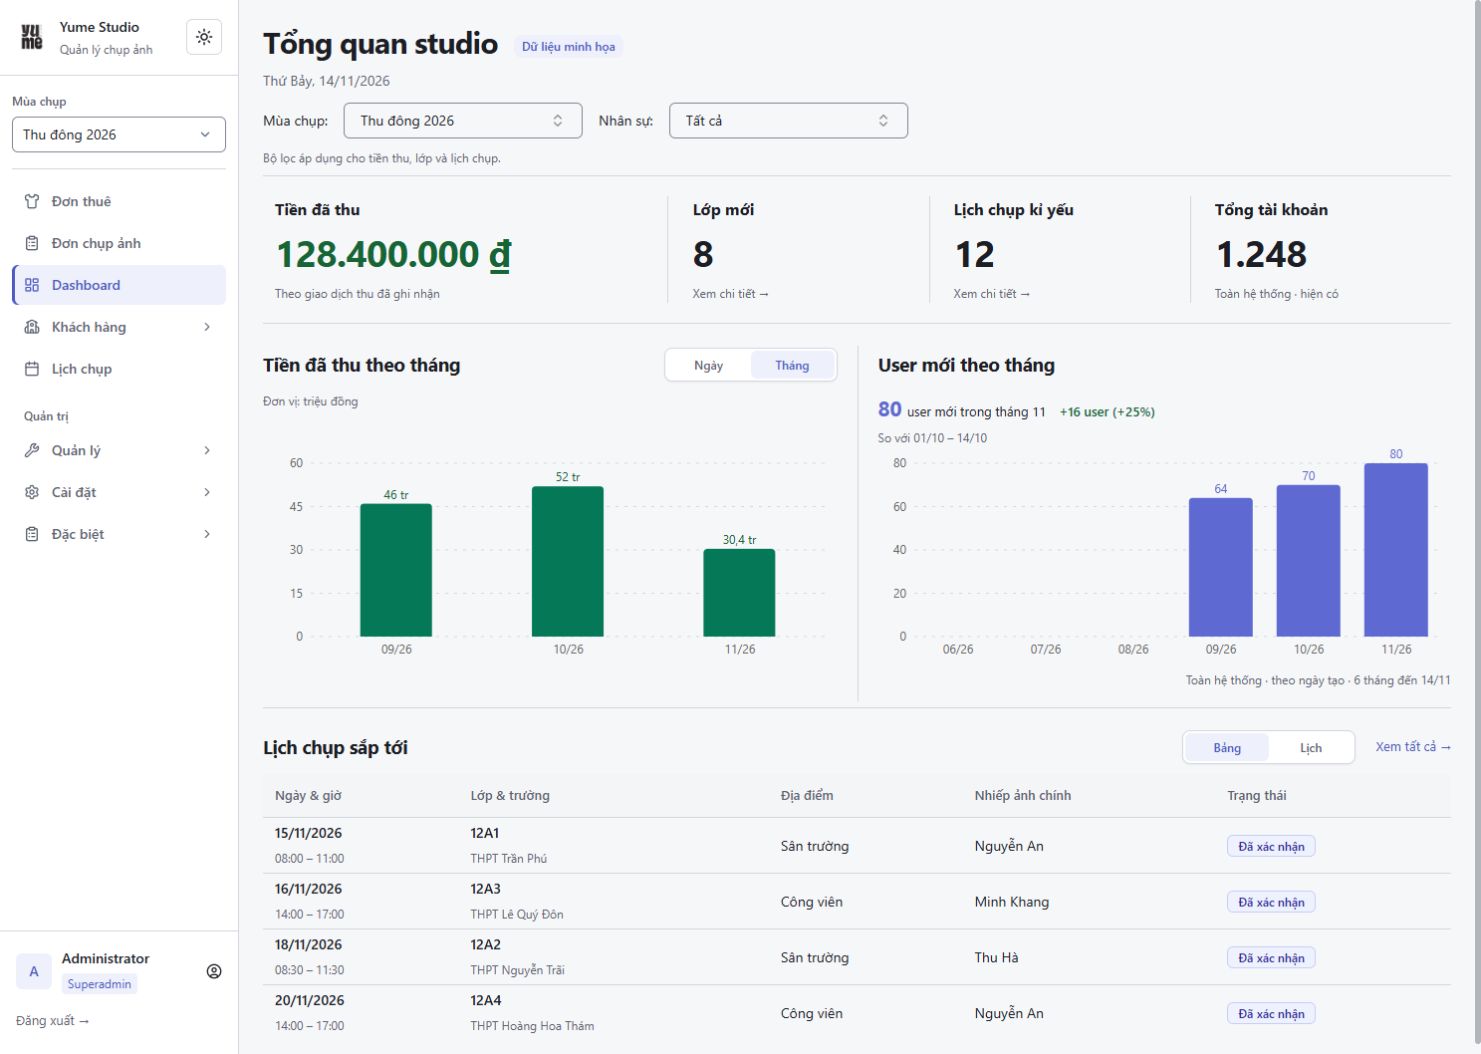 yu
me
Yume Studio
Quản lý chụp ảnh
Mùa chụp
Thu đông 2026
Đơn thuê
Đơn chụp ảnh
Dashboard
Khách hàng
Lịch chụp
Quản trị
Quản lý
Cài đặt
Đặc biệt
A
Administrator
Superadmin
Đăng xuất →
Tổng quan studio
Dữ liệu minh họa
Thứ Bảy, 14/11/2026
Mùa chụp: Thu đông 2026 Nhân sự: Tất cả
Bộ lọc áp dụng cho tiền thu, lớp và lịch chụp.
Tiền đã thu
128.400.000 ₫
Theo giao dịch thu đã ghi nhận
Lớp mới
8
Xem chi tiết →
Lịch chụp kỉ yếu
12
Xem chi tiết →
Tổng tài khoản
1.248
Toàn hệ thống · hiện có
Tiền đã thu theo tháng
Ngày Tháng
Đơn vị: triệu đồng
60
45
30
15
0
46 tr
52 tr
30,4 tr
09/26 10/26 11/26
User mới theo tháng
80 user mới trong tháng 11 +16 user (+25%)
So với 01/10 – 14/10
80
60
40
20
0
64
70
80
06/26 07/26 08/26 09/26 10/26 11/26
Toàn hệ thống · theo ngày tạo · 6 tháng đến 14/11
Lịch chụp sắp tới
Bảng Lịch Xem tất cả →
Ngày & giờ Lớp & trường Địa điểm Nhiếp ảnh chính Trạng thái
15/11/2026 12A1
08:00 – 11:00 THPT Trần Phú
Sân trường Nguyễn An Đã xác nhận
16/11/2026 12A3
14:00 – 17:00 THPT Lê Quý Đôn
Công viên Minh Khang Đã xác nhận
18/11/2026 12A2
08:30 – 11:30 THPT Nguyễn Trãi
Sân trường Thu Hà Đã xác nhận
20/11/2026 12A4
14:00 – 17:00 THPT Hoàng Hoa Thám
Công viên Nguyễn An Đã xác nhận